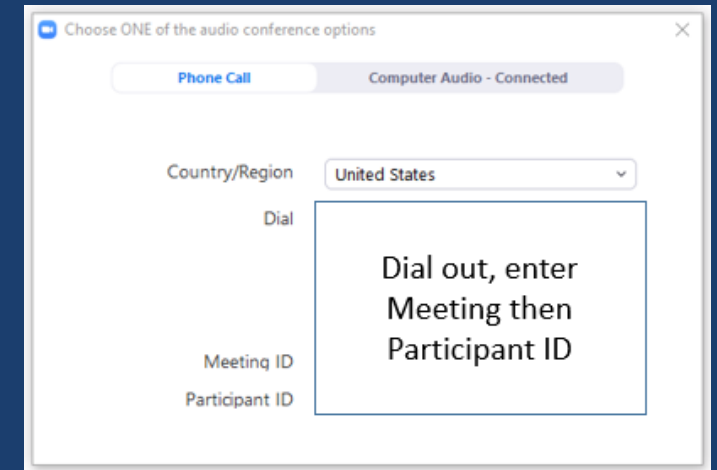 Choose ONE of the audio conference options
Phone Call Computer Audio - Connected
Country/Region United States
Dial
Dial out, enter
Meeting then
Participant ID
Meeting ID
Participant ID